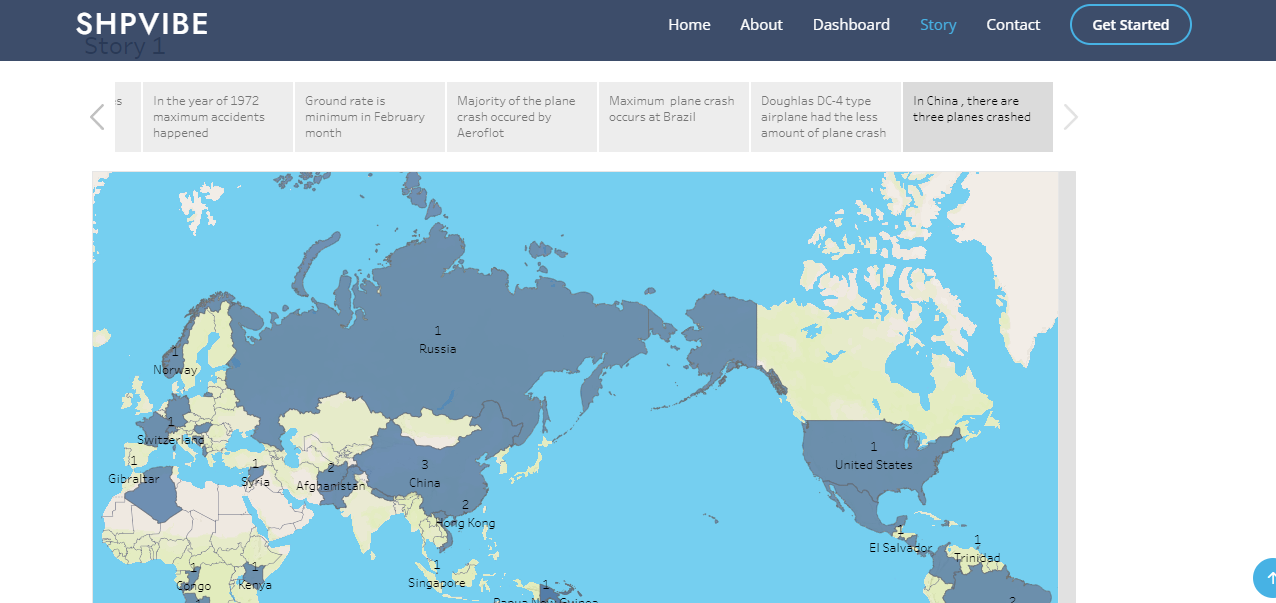 SHPVIBE
Home
About
Dashboard
Story
Contact
Get Started
Story 1
In the year of 1972
maximum accidents
happened
Ground rate is
minimum in February
month
Majority of the plane
crash occured by
Aeroflot
Maximum plane crash
occurs at Brazil
Doughlas DC-4 type
airplane had the less
amount of plane crash
In China , there are
three planes crashed
1
Russia
1
Norway
1
Switzerland
1
Gibraltar
1
Syria
2
Afghanistan
3
China
2
Hong Kong
1
United States
1
El Salvador
1
Trinidad
1
Singapore
1
Congo
1
Kenya
1
Papua New Guinea
1
2